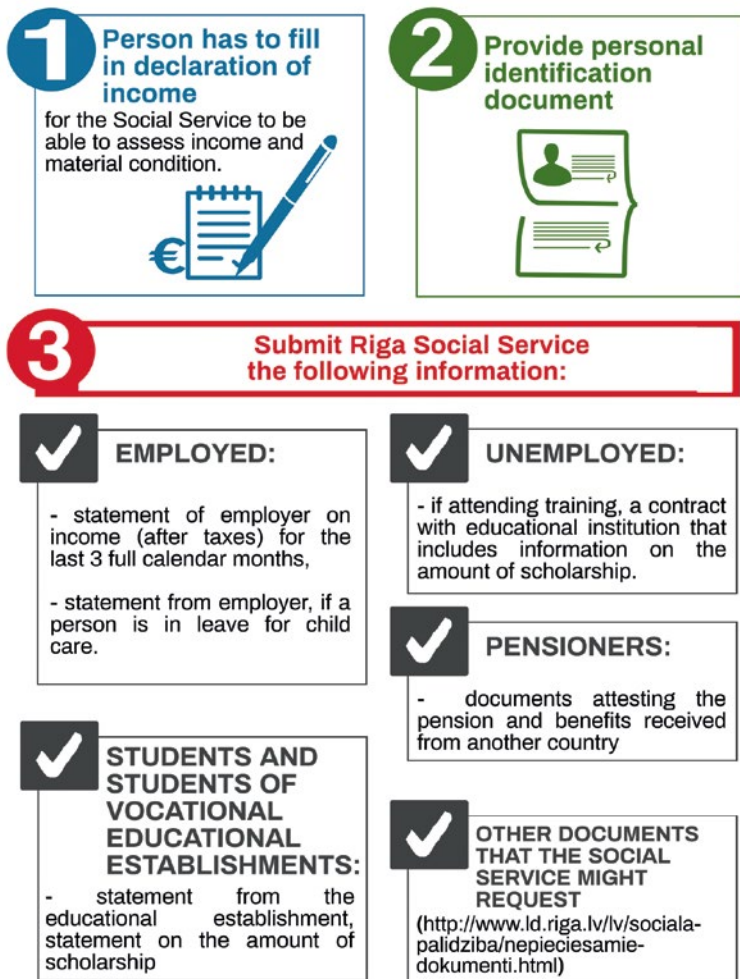 1
Person has to fill
in declaration of
income
for the Social Service to be
able to assess income and
material condition.
€
2
Provide personal
identification
document
3
Submit Riga Social Service
the following information:
EMPLOYED:
- statement of employer on
income (after taxes) for the
last 3 full calendar months,
- statement from employer, if a
person is in leave for child
care.
UNEMPLOYED:
- if attending training, a contract
with educational institution that
includes information on the
amount of scholarship.
PENSIONERS:
- documents attesting the
pension and benefits received
from another country
STUDENTS AND
STUDENTS OF
VOCATIONAL
EDUCATIONAL
ESTABLISHMENTS:
- statement from the
educational establishment,
statement on the amount of
scholarship
OTHER DOCUMENTS
THAT THE SOCIAL
SERVICE MIGHT
REQUEST
(http://www.ld.riga.lv/lv/sociala-
palidziba/nepieciesamie-
dokumenti.html)